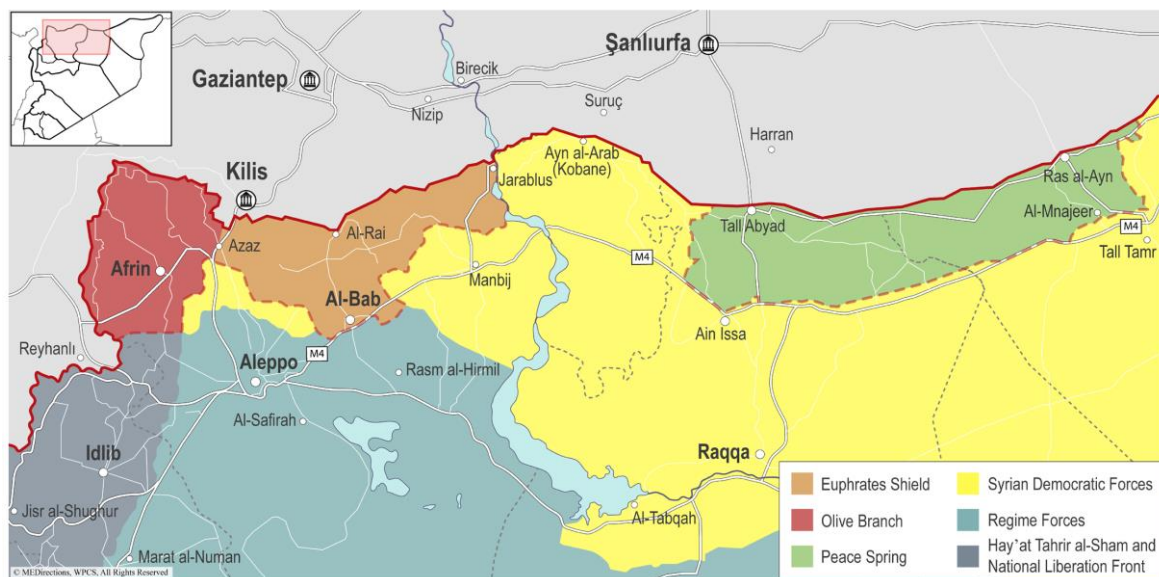 Şanlıurfa
Birecik
Gaziantep
Nizip
Suruç
Harran
Kilis
Ayn al-Arab
(Kobane)
Jarablus
Ras al-Ayn
Al-Mnajeer
Tall Abyad
M4
Tall Tamr
Azaz
Al-Rai
Afrin
Manbij
M4
Al-Bab
Ain Issa
Reyhanlı
M4
Aleppo
Rasm al-Hirmil
Al-Safirah
Idlib
Raqqa
Jisr al-Shughur
Al-Tabqah
Marat al-Numan
Euphrates Shield
Olive Branch
Peace Spring
Syrian Democratic Forces
Regime Forces
Hay'at Tahrir al-Sham and
National Liberation Front
© MEDirections, WPCS, All Rights Reserved